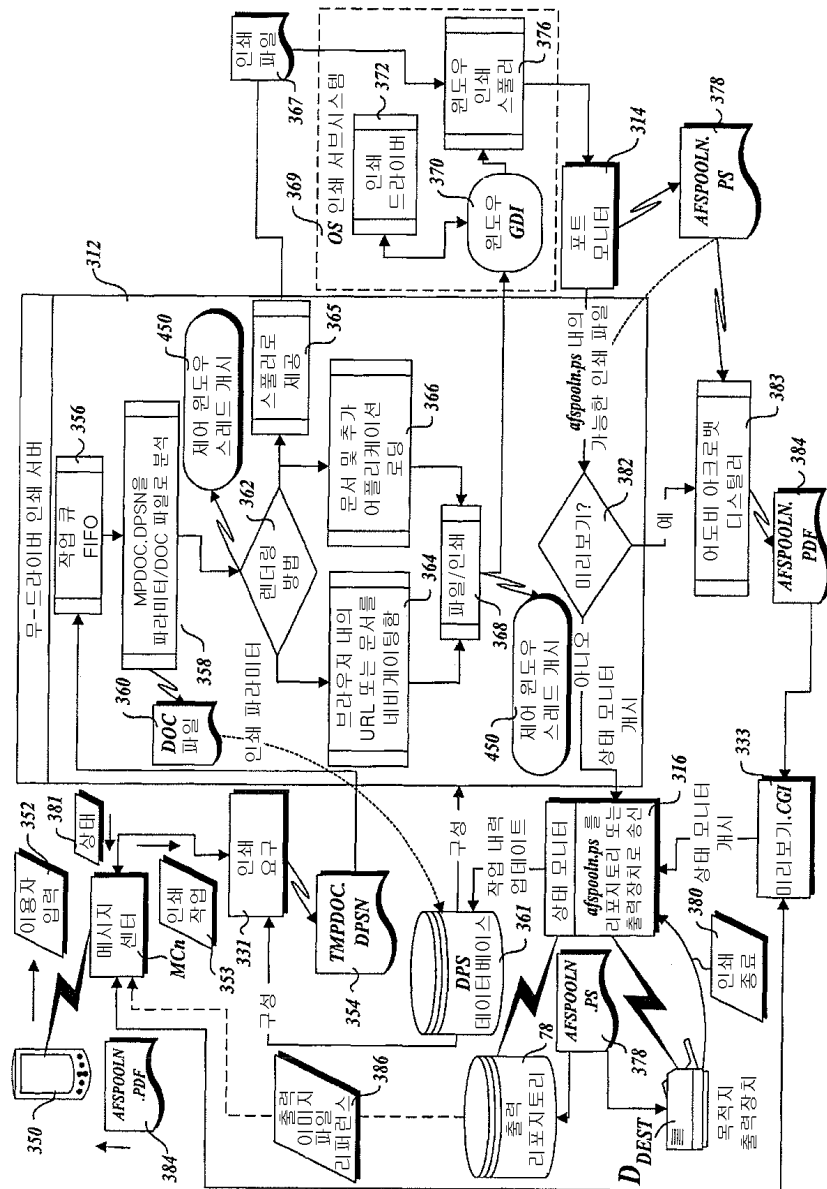 이용자
입력
352
상태
381
메시지
센터
MCn
350
AFSPOOLN
.PDF
384
인쇄
작업
353
인쇄
요구
331
TMPDOC.
DPSN
354
구성
출력
이미지
파일
리퍼런스
386
무-드라이버 인쇄 서버
312
작업 큐
FIFO
356
MPDOC.DPSN을
파라미터/DOC 파일로 분석
358
DOC
파일
360
인쇄 파라미터
렌더링
방법
362
제어 윈도우
스레드 개시
450
스풀러로
제공
365
브라우저 내의
URL 또는 문서를
네비게이팅함
364
문서 및 추가
어플리케이션
로딩
366
파일/인쇄
368
제어 윈도우
스레드 개시
450
인쇄
파일
367
OS 인쇄 서브시스템
369
인쇄
드라이버
372
윈도우
GDI
370
윈도우
인쇄
스풀러
376
포트
모니터
314
AFSPOOLN.
PS
378
afspooln.ps 내의
가능한 인쇄 파일
미리보기?
382
예
아니오
상태 모니터
개시
어도비 아크로벳
디스틸러
383
AFSPOOLN.
PDF
384
구성
DPS
데이터베이스
361
작업 내력
업데이트
상태 모니터
afspooln.ps 를
리포지토리 또는
출력장치로 송신
316
상태 모니터
개시
미리보기.CGI
333
출력
리포지토리
78
AFSPOOLN
.PS
378
인쇄
종료
380
D DEST
목적지
출력장치